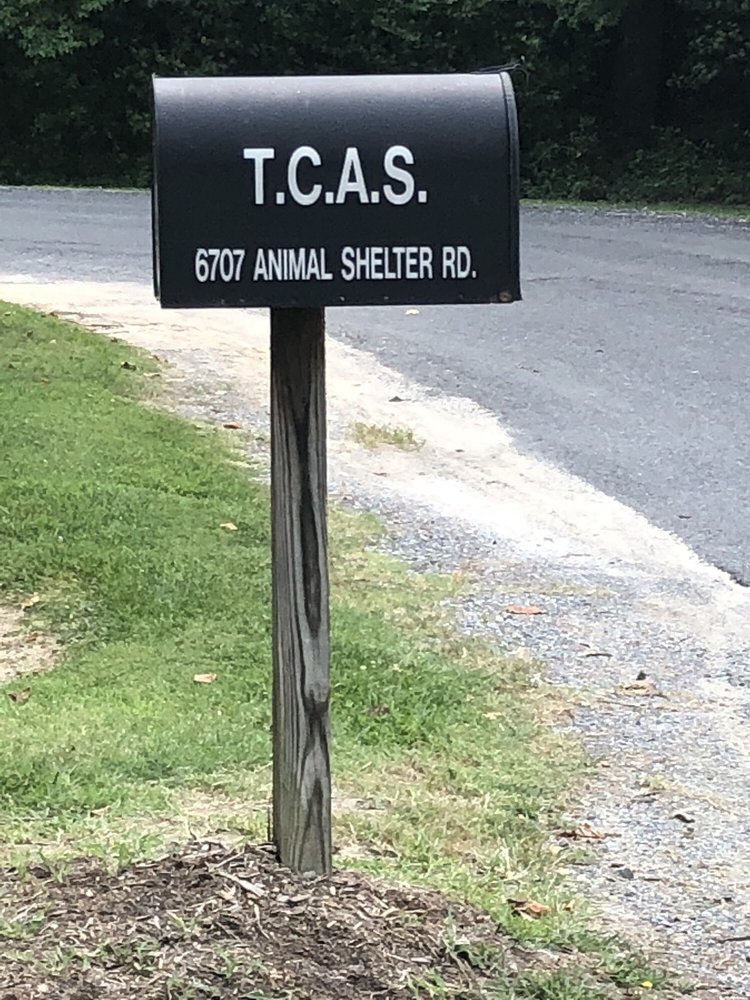 T.C.A.S.
6707 ANIMAL SHELTER RD.